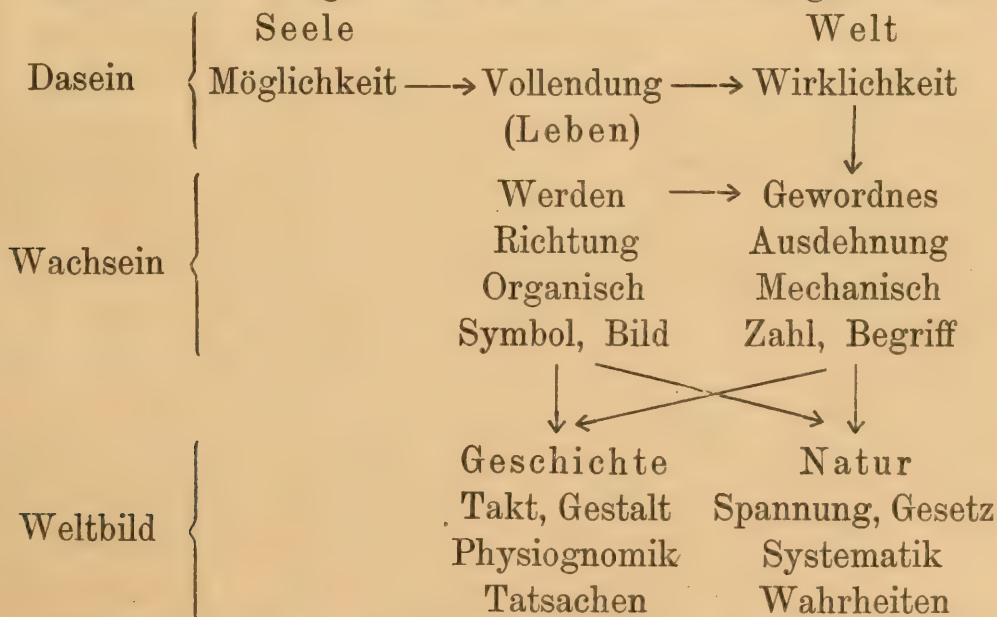 Seele Welt
Dasein Möglichkeit → Vollendung → Wirklichkeit
(Leben)
Werden → Gewordnes
Richtung Ausdehnung
Wachsein
Organisch Mechanisch
Symbol, Bild Zahl, Begriff
Geschichte Natur
Takt, Gestalt Spannung, Gesetz
Weltbild
Physiognomik Systematik
Tatsachen Wahrheiten